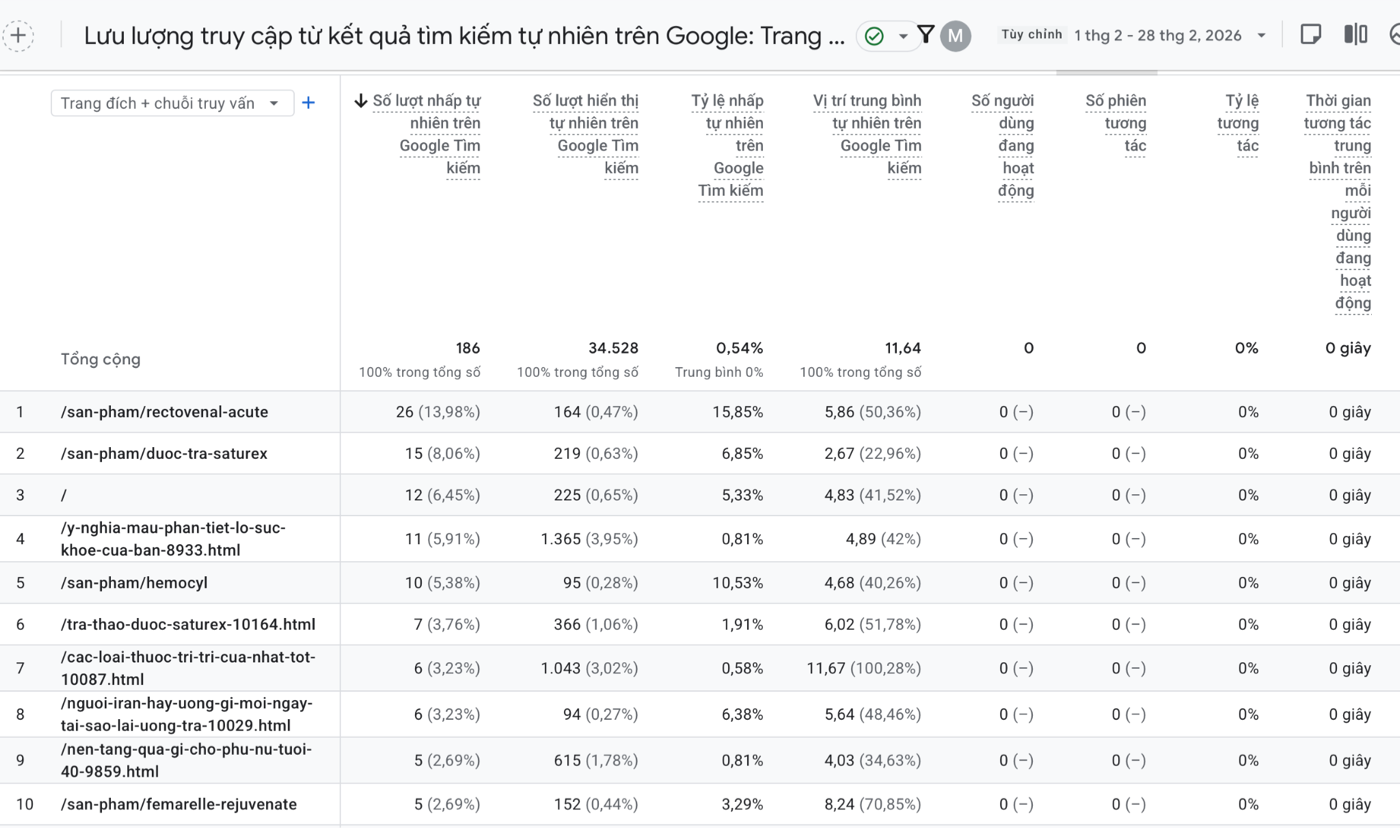 Lưu lượng truy cập từ kết quả tìm kiếm tự nhiên trên Google: Trang ...
M
Tùy chỉnh 1 thg 2 - 28 thg 2, 2026
Trang đích + chuỗi truy vấn
Số lượt nhấp tự
nhiên trên
Google Tìm
kiếm
Số lượt hiển thị
tự nhiên trên
Google Tìm
kiếm
Tỷ lệ nhấp
tự nhiên
trên
Google
Tìm kiếm
Vị trí trung bình
tự nhiên trên
Google Tìm
kiếm
Số người
dùng
đang
hoạt
động
Số phiên
tương
tác
Tỷ lệ
tương
tác
Thời gian
tương tác
trung
bình trên
mỗi
người
dùng
đang
hoạt
động
Tổng cộng
186
100% trong tổng số
34.528
100% trong tổng số
0,54%
Trung bình 0%
11,64
100% trong tổng số
0
0
0%
0 giây
1 /san-pham/rectovenal-acute 26 (13,98%) 164 (0,47%) 15,85% 5,86 (50,36%) 0 (–) 0 (–) 0% 0 giây
2 /san-pham/duoc-tra-saturex 15 (8,06%) 219 (0,63%) 6,85% 2,67 (22,96%) 0 (–) 0 (–) 0% 0 giây
3 / 12 (6,45%) 225 (0,65%) 5,33% 4,83 (41,52%) 0 (–) 0 (–) 0% 0 giây
4 /y-nghia-mau-phan-tiet-lo-suc-
khoe-cua-ban-8933.html 11 (5,91%) 1.365 (3,95%) 0,81% 4,89 (42%) 0 (–) 0 (–) 0% 0 giây
5 /san-pham/hemocyl 10 (5,38%) 95 (0,28%) 10,53% 4,68 (40,26%) 0 (–) 0 (–) 0% 0 giây
6 /tra-thao-duoc-saturex-10164.html 7 (3,76%) 366 (1,06%) 1,91% 6,02 (51,78%) 0 (–) 0 (–) 0% 0 giây
7 /cac-loai-thuoc-tri-tri-cua-nhat-tot-
10087.html 6 (3,23%) 1.043 (3,02%) 0,58% 11,67 (100,28%) 0 (–) 0 (–) 0% 0 giây
8 /nguoi-iran-hay-uong-gi-moi-ngay-
tai-sao-lai-uong-tra-10029.html 6 (3,23%) 94 (0,27%) 6,38% 5,64 (48,46%) 0 (–) 0 (–) 0% 0 giây
9 /nen-tang-qua-gi-cho-phu-nu-tuoi-
40-9859.html 5 (2,69%) 615 (1,78%) 0,81% 4,03 (34,63%) 0 (–) 0 (–) 0% 0 giây
10 /san-pham/femarelle-rejuvenate 5 (2,69%) 152 (0,44%) 3,29% 8,24 (70,85%) 0 (–) 0 (–) 0% 0 giây